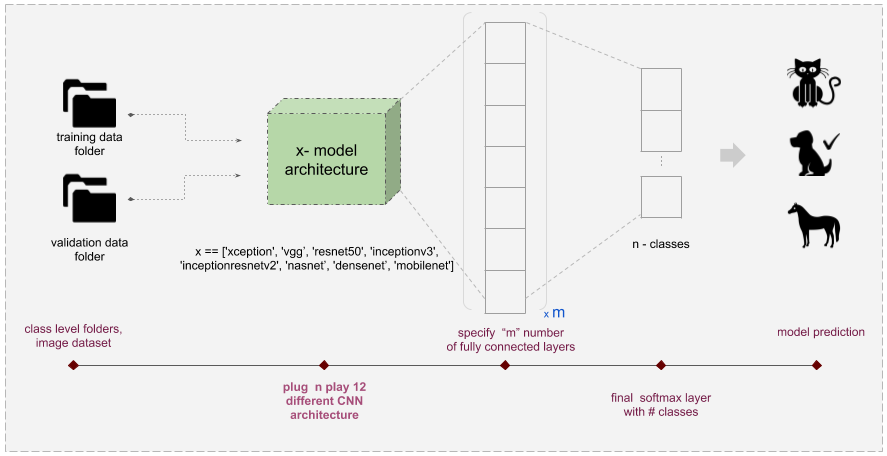 training data
folder
validation data
folder
x- model
architecture
x == ['xception', 'vgg’, 'resnet50', 'inceptionv3',
'inceptionresnetv2', 'nasnet’, 'densenet’, 'mobilenet’]
x m
n - classes
class level folders,
image dataset
plug n play 12
different CNN
architecture
specify “m” number
of fully connected layers
final softmax layer
with # classes
model prediction